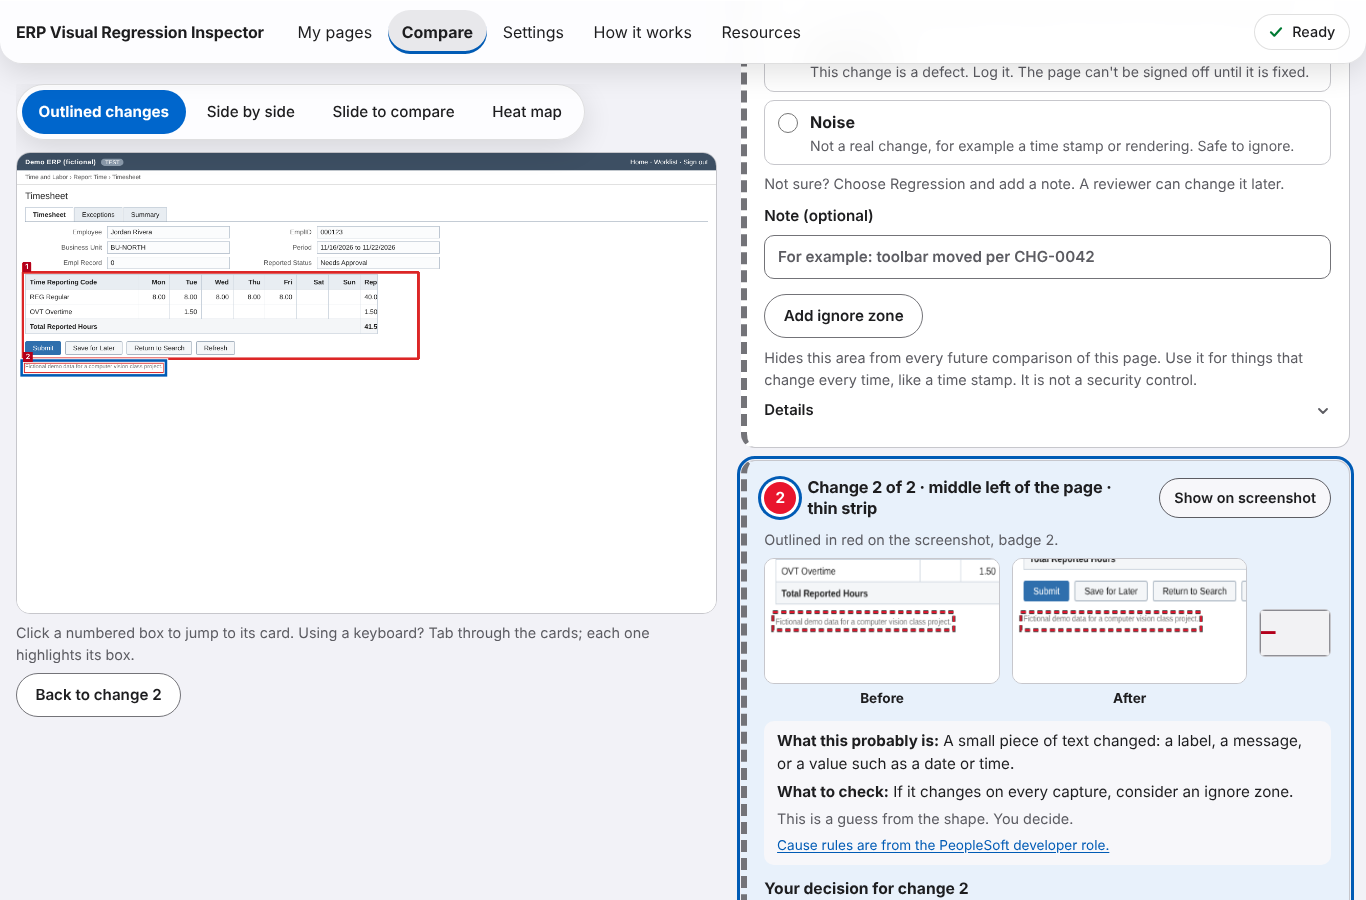 ERP Visual Regression Inspector
My pages
Compare
Settings
How it works
Resources
Ready
Outlined changes
Side by side
Slide to compare
Heat map
Demo ERP (fictional) TEST
Home · Worklist · Sign out
Time and Labor › Report Time › Timesheet
Timesheet
Timesheet Exceptions Summary
Employee Jordan Rivera EmplID 000123
Business Unit BU-NORTH Period 11/16/2026 to 11/22/2026
Empl Record 0 Reported Status Needs Approval
1
Time Reporting Code Mon Tue Wed Thu Fri Sat Sun Rep
REG Regular 8.00 8.00 8.00 8.00 8.00 40.0
OVT Overtime 1.50 1.50
Total Reported Hours 41.5
Submit Save for Later Return to Search Refresh
2
Fictional demo data for a computer vision class project.
Click a numbered box to jump to its card. Using a keyboard? Tab through the cards; each one
highlights its box.
Back to change 2
This change is a defect. Log it. The page can't be signed off until it is fixed.
Noise
Not a real change, for example a time stamp or rendering. Safe to ignore.
Not sure? Choose Regression and add a note. A reviewer can change it later.
Note (optional)
For example: toolbar moved per CHG-0042
Add ignore zone
Hides this area from every future comparison of this page. Use it for things that
change every time, like a time stamp. It is not a security control.
Details
2
Change 2 of 2 · middle left of the page ·
thin strip
Show on screenshot
Outlined in red on the screenshot, badge 2.
OVT Overtime 1.50
Total Reported Hours
Fictional demo data for a computer vision class project.
Total Reported Hours
Submit Save for Later Return to Search
Fictional demo data for a computer vision class project.
Before
After
What this probably is: A small piece of text changed: a label, a message,
or a value such as a date or time.
What to check: If it changes on every capture, consider an ignore zone.
This is a guess from the shape. You decide.
Cause rules are from the PeopleSoft developer role.
Your decision for change 2